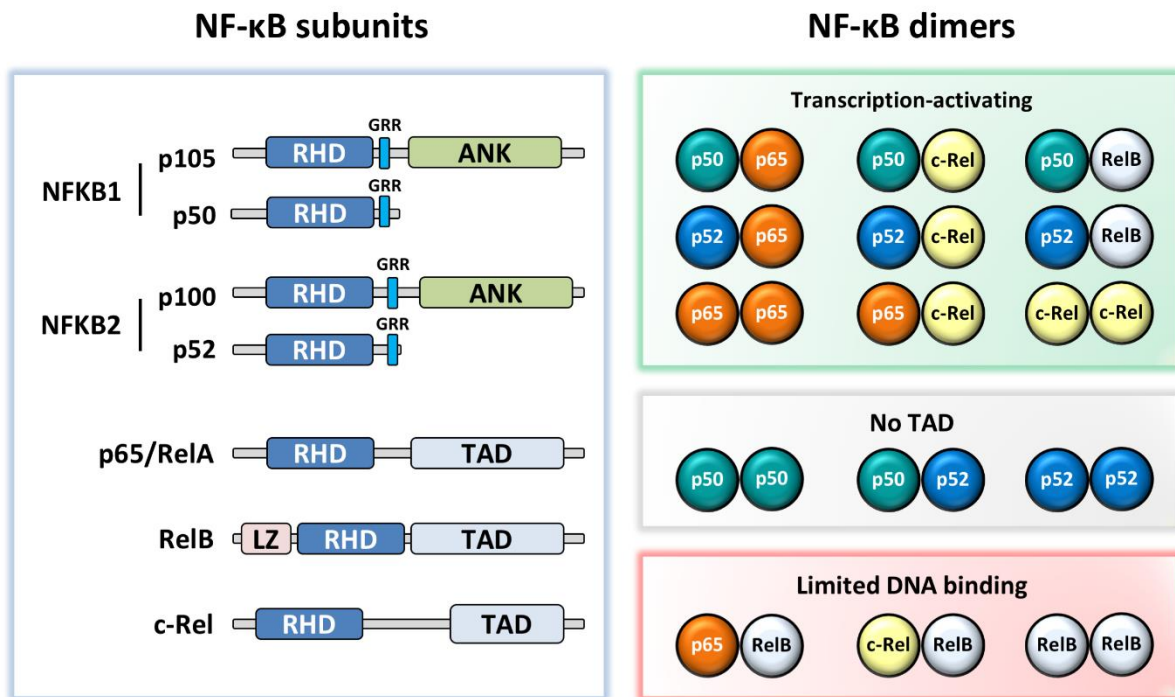 NF-κB subunits
NFKB1
p105
RHD
GRR
ANK
p50
RHD
GRR
NFKB2
p100
RHD
GRR
ANK
p52
RHD
GRR
p65/RelA
RHD
TAD
RelB
LZ
RHD
TAD
c-Rel
RHD
TAD
NF-κB dimers
Transcription-activating
p50 p65 p50 c-Rel p50 RelB
p52 p65 p52 c-Rel p52 RelB
p65 p65 p65 c-Rel c-Rel c-Rel
No TAD
p50 p50 p50 p52 p52 p52
Limited DNA binding
p65 RelB c-Rel RelB RelB RelB